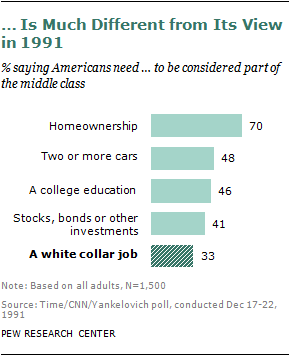 ... Is Much Different from Its View
in 1991
% saying Americans need ... to be considered part of
the middle class
Homeownership 70
Two or more cars 48
A college education 46
Stocks, bonds or other
investments 41
A white collar job 33
Note: Based on all adults, N=1,500
Source: Time/CNN/Yankelovich poll, conducted Dec 17-22,
1991
PEW RESEARCH CENTER